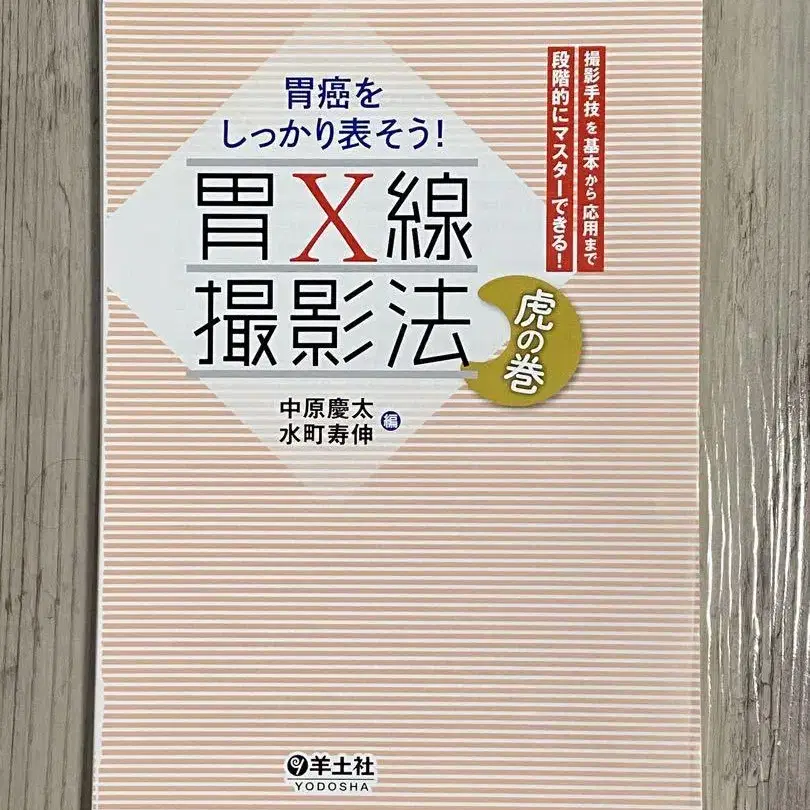 撮影手技を基本から応用まで
段階的にマスターできる!
胃癌を
しっかり表そう!
胃X線
撮影法
虎の巻
中原慶太
水町寿伸
編
羊土社
YODOSHA